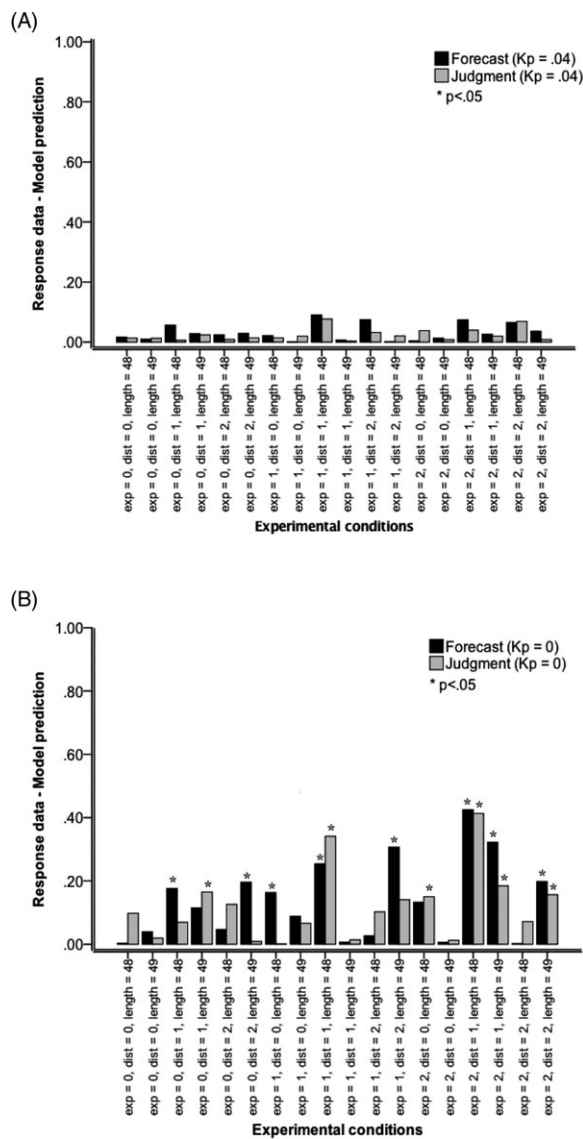 (A)
1.00
.80
.60
.40
.20
.00
Response data - Model prediction
Forecast (Kp = .04)
Judgment (Kp = .04)
* p<.05
exp = 0, dist = 0, length = 48
exp = 0, dist = 0, length = 49
exp = 0, dist = 1, length = 48
exp = 0, dist = 1, length = 49
exp = 0, dist = 2, length = 48
exp = 0, dist = 2, length = 49
exp = 1, dist = 0, length = 48
exp = 1, dist = 0, length = 49
exp = 1, dist = 1, length = 48
exp = 1, dist = 1, length = 49
exp = 1, dist = 2, length = 48
exp = 1, dist = 2, length = 49
exp = 2, dist = 0, length = 48
exp = 2, dist = 0, length = 49
exp = 2, dist = 1, length = 48
exp = 2, dist = 1, length = 49
exp = 2, dist = 2, length = 48
exp = 2, dist = 2, length = 49
Experimental conditions
(B)
1.00
.80
.60
.40
.20
.00
Response data - Model prediction
Forecast (Kp = 0)
Judgment (Kp = 0)
* p<.05
* * * * * * * * * * * * * *
exp = 0, dist = 0, length = 48
exp = 0, dist = 0, length = 49
exp = 0, dist = 1, length = 48
exp = 0, dist = 1, length = 49
exp = 0, dist = 2, length = 48
exp = 0, dist = 2, length = 49
exp = 1, dist = 0, length = 48
exp = 1, dist = 0, length = 49
exp = 1, dist = 1, length = 48
exp = 1, dist = 1, length = 49
exp = 1, dist = 2, length = 48
exp = 1, dist = 2, length = 49
exp = 2, dist = 0, length = 48
exp = 2, dist = 0, length = 49
exp = 2, dist = 1, length = 48
exp = 2, dist = 1, length = 49
exp = 2, dist = 2, length = 48
exp = 2, dist = 2, length = 49
Experimental conditions